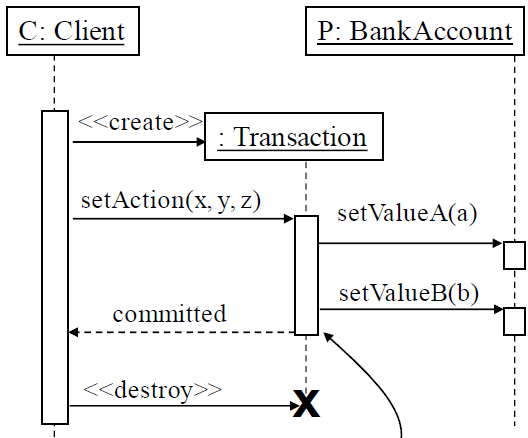 C: Client
P: BankAccount
<<create>>
: Transaction
setAction(x, y, z)
setValueA(a)
setValueB(b)
committed
<<destroy>>
X